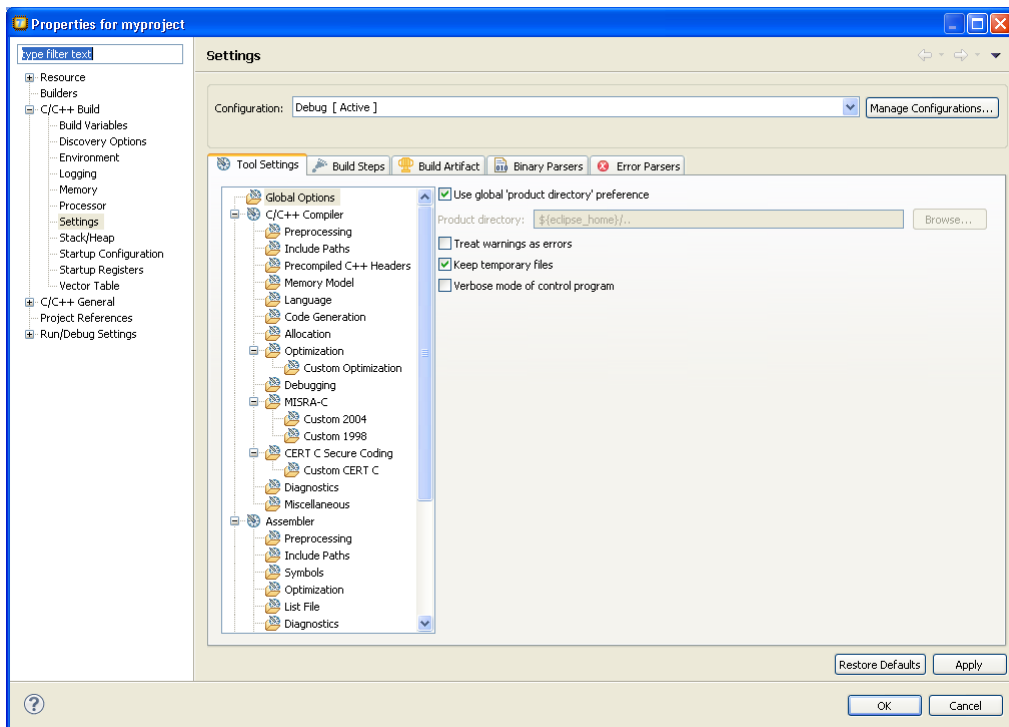 Properties for myproject
type filter text
Resource
Builders
C/C++ Build
Build Variables
Discovery Options
Environment
Logging
Memory
Processor
Settings
Stack/Heap
Startup Configuration
Startup Registers
Vector Table
C/C++ General
Project References
Run/Debug Settings
Settings
Configuration: Debug [ Active ] Manage Configurations...
Tool Settings Build Steps Build Artifact Binary Parsers Error Parsers
Global Options
C/C++ Compiler
Preprocessing
Include Paths
Precompiled C++ Headers
Memory Model
Language
Code Generation
Allocation
Optimization
Custom Optimization
Debugging
MISRA-C
Custom 2004
Custom 1998
CERT C Secure Coding
Custom CERT C
Diagnostics
Miscellaneous
Assembler
Preprocessing
Include Paths
Symbols
Optimization
List File
Diagnostics
Use global 'product directory' preference
Product directory: ${eclipse_home}/.. Browse...
Treat warnings as errors
Keep temporary files
Verbose mode of control program
Restore Defaults Apply
OK Cancel